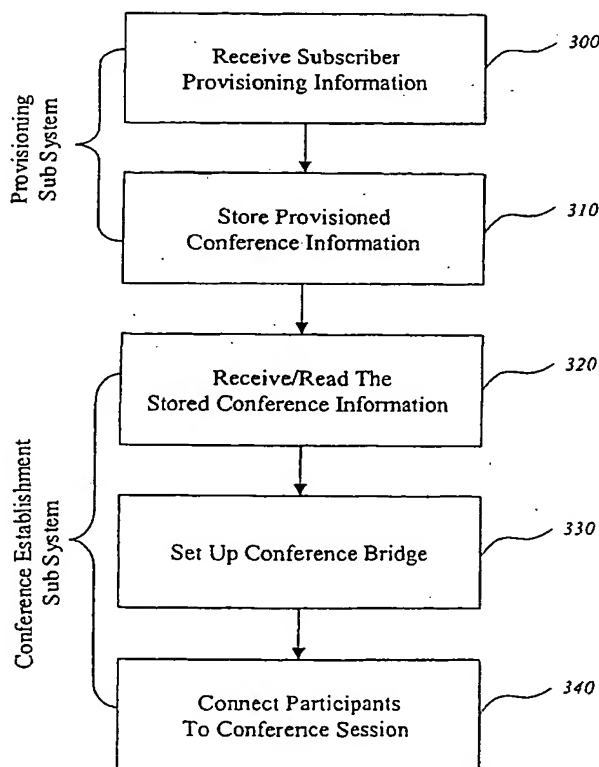 Receive Subscriber
Provisioning Information
300
Provisioning
Sub System
Store Provisioned
Conference Information
310
Receive/Read The
Stored Conference Information
320
Conference Establishment
Sub System
Set Up Conference Bridge
330
Connect Participants
To Conference Session
340